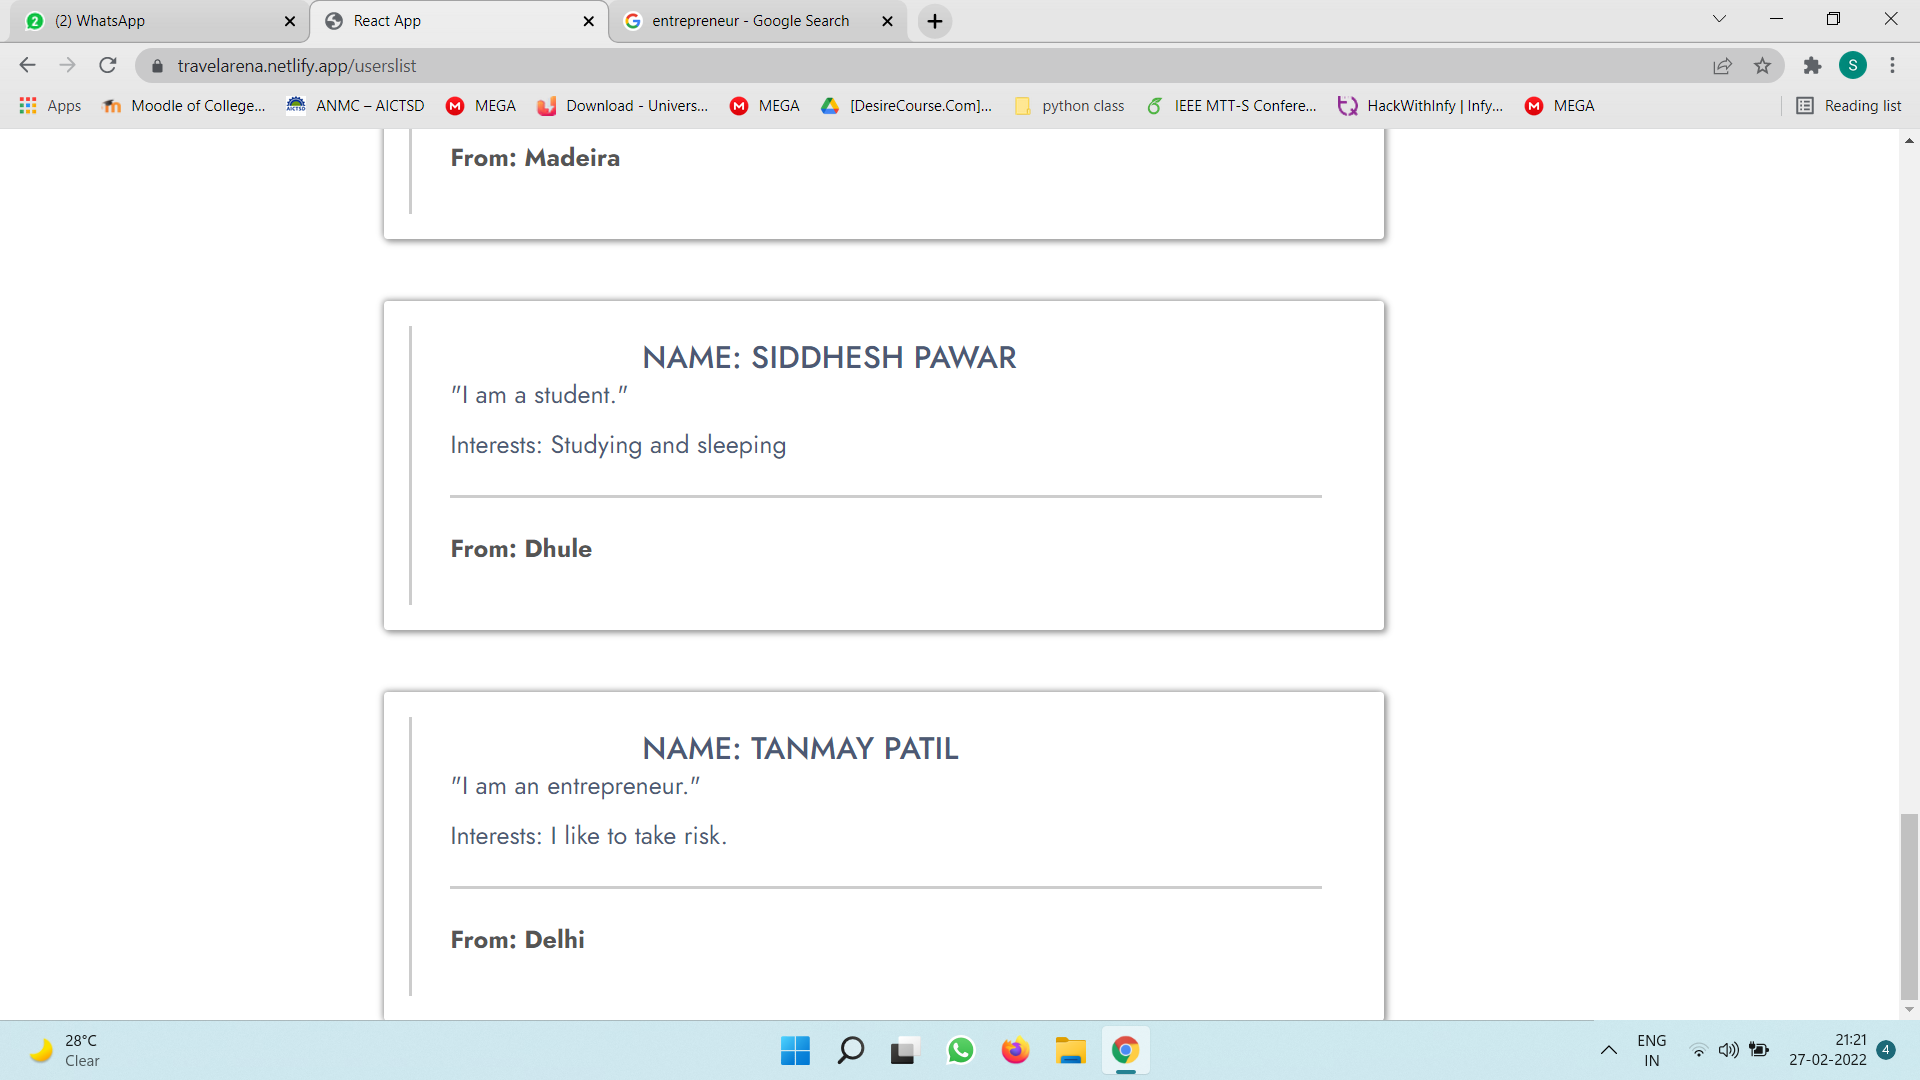 (2) WhatsApp
React App
entrepreneur - Google Search
travelarena.netlify.app/userslist
S
Apps
Moodle of College...
ANMC – AICTSD
MEGA
Download - Univers...
MEGA
[DesireCourse.Com]...
python class
IEEE MTT-S Confere...
HackWithInfy | Infy...
MEGA
Reading list
From: Madeira
NAME: SIDDHESH PAWAR
"I am a student."
Interests: Studying and sleeping
From: Dhule
NAME: TANMAY PATIL
"I am an entrepreneur."
Interests: I like to take risk.
From: Delhi
28°C
Clear
ENG
IN
21:21
27-02-2022
4